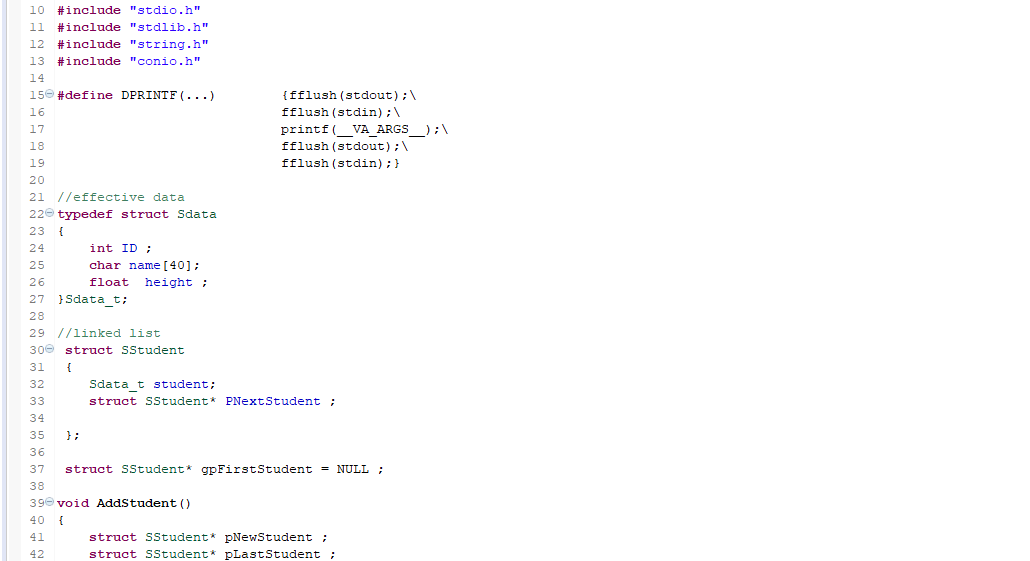 10 #include "stdio.h"
11 #include "stdlib.h"
12 #include "string.h"
13 #include "conio.h"
14
15 #define DPRINTF(...)        {fflush(stdout);\
16                             fflush(stdin);\
17                             printf(__VA_ARGS__);\
18                             fflush(stdout);\
19                             fflush(stdin);}
20
21 //effective data
22 typedef struct Sdata
23 {
24     int ID ;
25     char name[40];
26     float  height ;
27 }Sdata_t;
28
29 //linked list
30  struct SStudent
31  {
32     Sdata_t student;
33     struct SStudent* PNextStudent ;
34
35  };
36
37  struct SStudent* gpFirstStudent = NULL ;
38
39 void AddStudent()
40 {
41     struct SStudent* pNewStudent ;
42     struct SStudent* pLastStudent ;